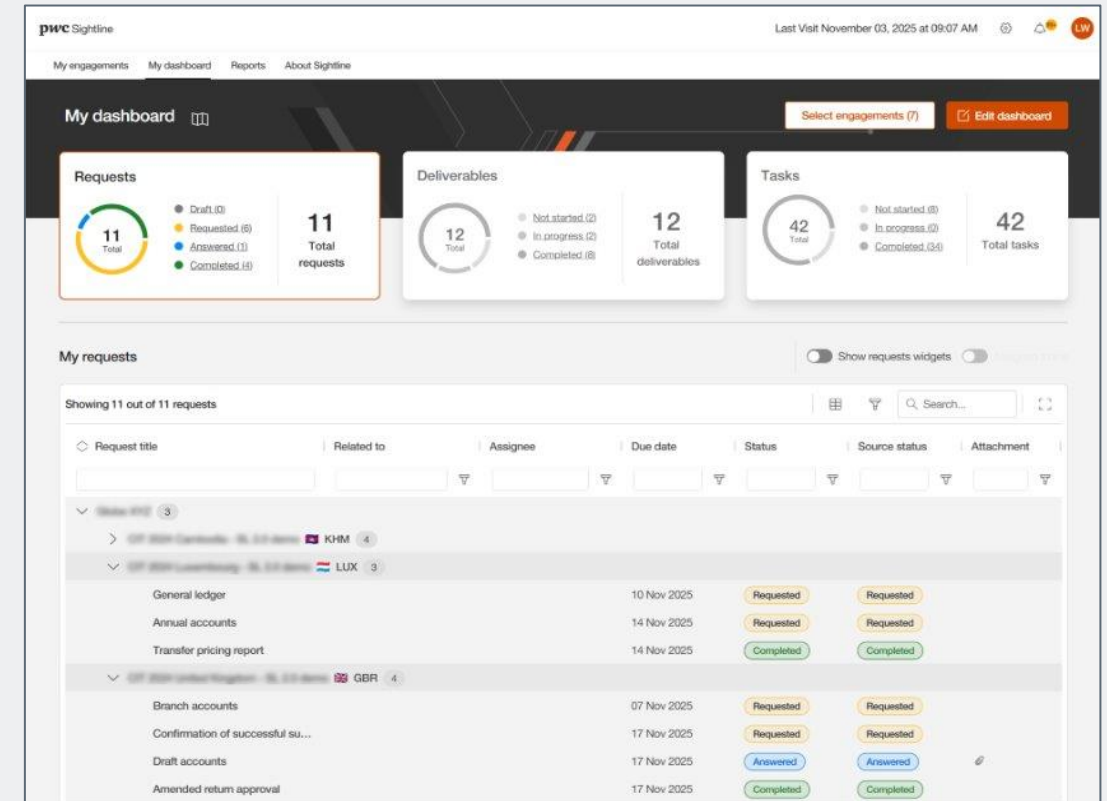 pwc Sightline
Last Visit November 03, 2025 at 09:07 AM
LW
My engagements My dashboard Reports About Sightline
My dashboard
Select engagements (7)
Edit dashboard
Requests
11
Total
Draft (0)
Requested (6)
Answered (1)
Completed (4)
11
Total
requests
Deliverables
12
Total
Not started (2)
In progress (2)
Completed (8)
12
Total
deliverables
Tasks
42
Total
Not started (8)
In progress (0)
Completed (34)
42
Total tasks
My requests
Show requests widgets
Showing 11 out of 11 requests
Search...
Request title Related to Assignee Due date Status Source status Attachment
3
KHM 4
LUX 3
General ledger 10 Nov 2025 Requested Requested
Annual accounts 14 Nov 2025 Requested Requested
Transfer pricing report 14 Nov 2025 Completed Completed
GBR 4
Branch accounts 07 Nov 2025 Requested Requested
Confirmation of successful su... 17 Nov 2025 Requested Requested
Draft accounts 17 Nov 2025 Answered Answered
Amended return approval 17 Nov 2025 Completed Completed